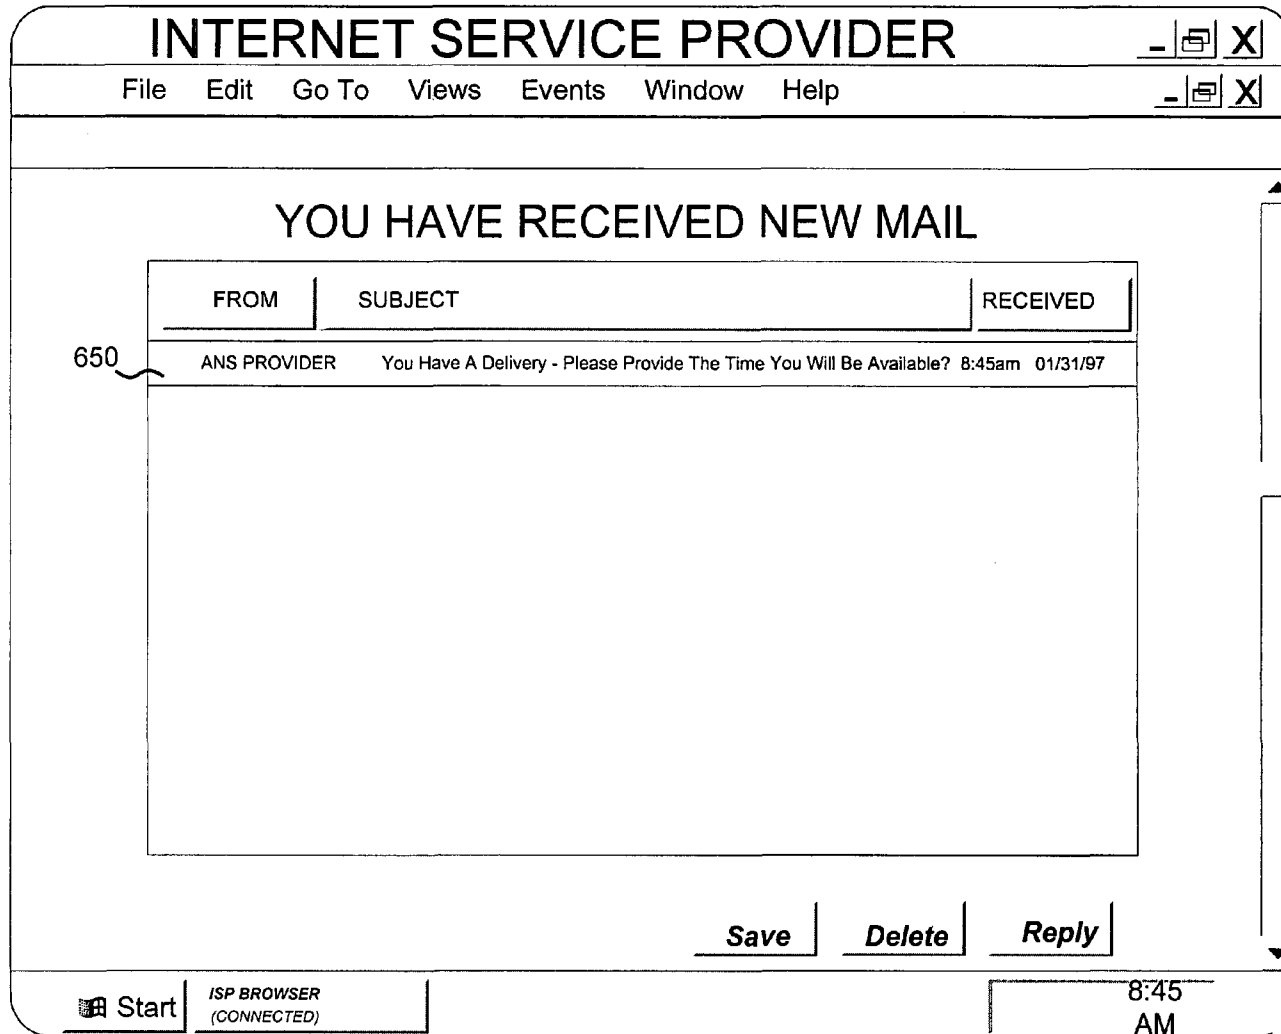 INTERNET SERVICE PROVIDER
File Edit Go To Views Events Window Help
YOU HAVE RECEIVED NEW MAIL
FROM SUBJECT RECEIVED
650 ANS PROVIDER You Have A Delivery - Please Provide The Time You Will Be Available? 8:45am 01/31/97
Save Delete Reply
Start
ISP BROWSER
(CONNECTED)
8:45
AM